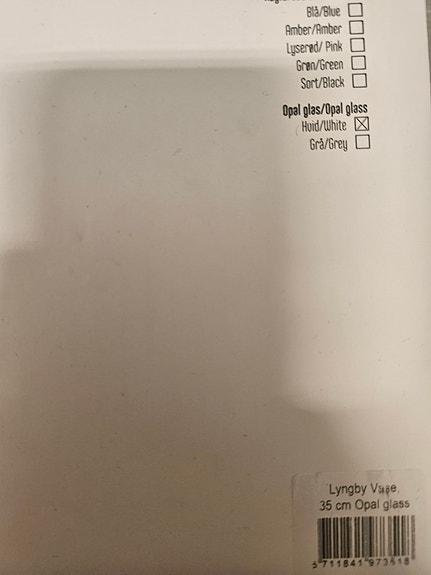 Blå/Blue
Amber/Amber
Lyserød/ Pink
Grøn/Green
Sort/Black
Opal glas/Opal glass
Hvid/White
Grå/Grey
Lyngby Vase,
35 cm Opal glass
5 711841 973518